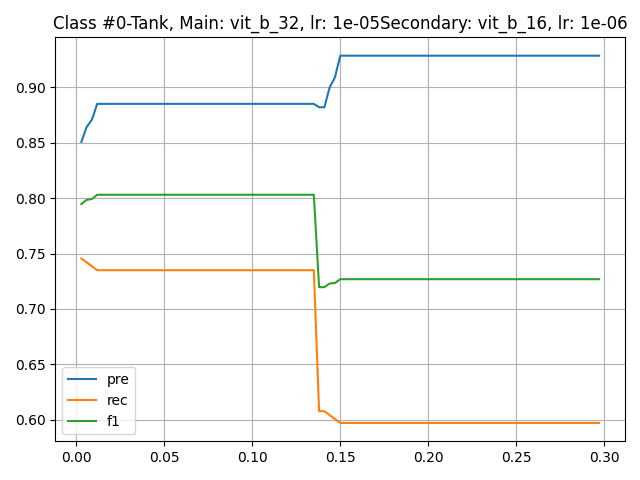 Class #0-Tank, Main: vit_b_32, lr: 1e-05Secondary: vit_b_16, lr: 1e-06
0.90
0.85
0.80
0.75
0.70
0.65
0.60
pre
rec
f1
0.00 0.05 0.10 0.15 0.20 0.25 0.30